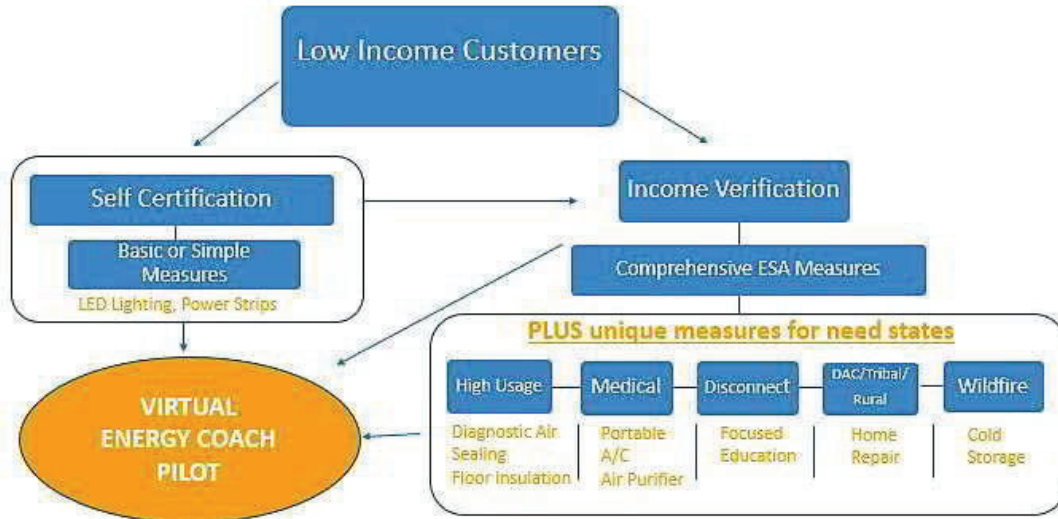 Low Income Customers
Self Certification
Basic or Simple
Measures
LED Lighting, Power Strips
Income Verification
Comprehensive ESA Measures
PLUS unique measures for need states
High Usage
Medical
Disconnect
DAC/Tribal/
Rural
Wildfire
Diagnostic Air
Sealing
Floor Insulation
Portable
A/C
Air Purifier
Focused
Education
Home
Repair
Cold
Storage
VIRTUAL
ENERGY COACH
PILOT